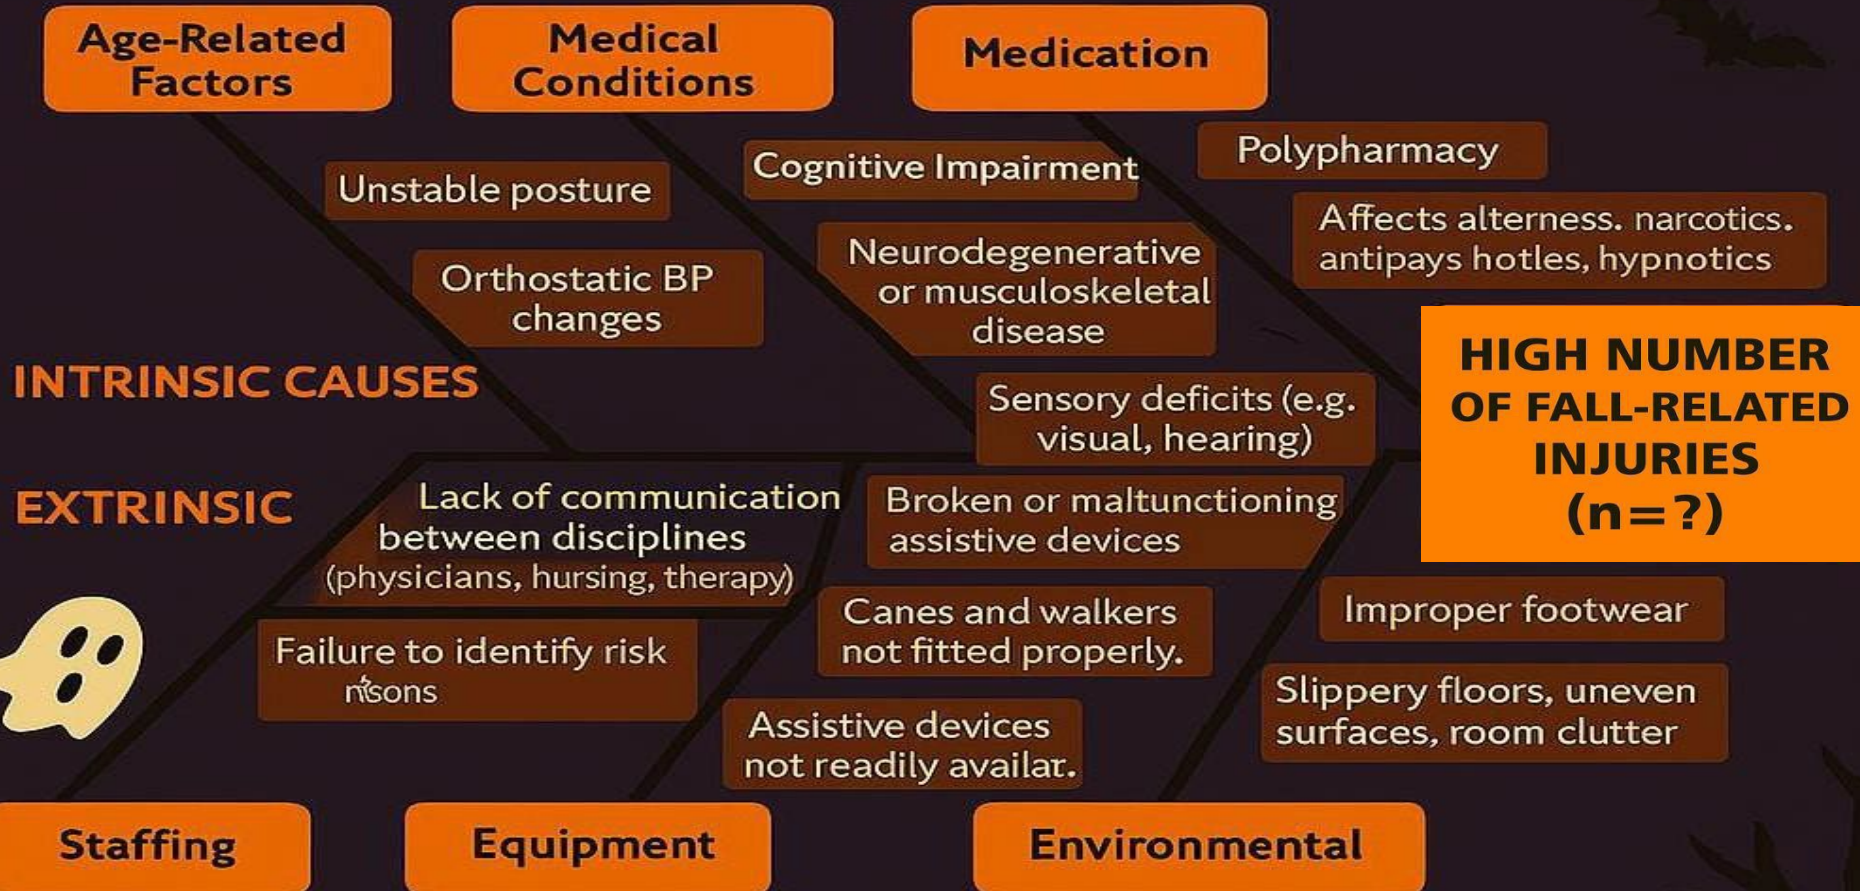 Age-Related
Factors
Medical
Conditions
Medication
Unstable posture
Orthostatic BP
changes
Cognitive Impairment
Neurodegenerative
or musculoskeletal
disease
Sensory deficits (e.g.
visual, hearing)
Polypharmacy
Affects alterness. narcotics.
antipays hotles, hypnotics
INTRINSIC CAUSES
HIGH NUMBER
OF FALL-RELATED
INJURIES
(n=?)
EXTRINSIC
Lack of communication
between disciplines
(physicians, hursing, therapy)
Failure to identify risk
Broken or maltunctioning
assistive devices
Canes and walkers
not fitted properly.
Assistive devices
not readily availar.
Improper footwear
Slippery floors, uneven
surfaces, room clutter
Staffing
Equipment
Environmental